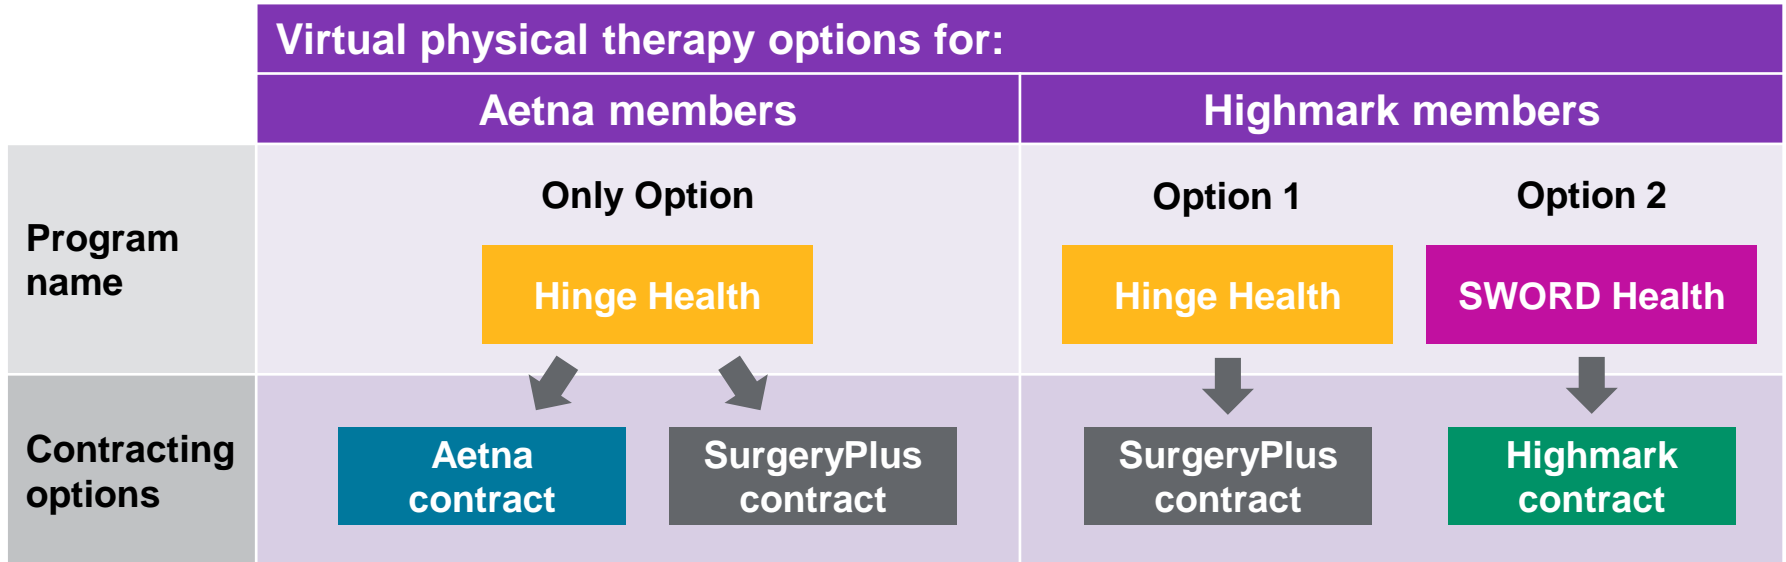 Virtual physical therapy options for:
Aetna members
Highmark members
Program
name
Only Option
Hinge Health
Option 1
Hinge Health
Option 2
SWORD Health
Contracting
options
Aetna
contract
SurgeryPlus
contract
SurgeryPlus
contract
Highmark
contract